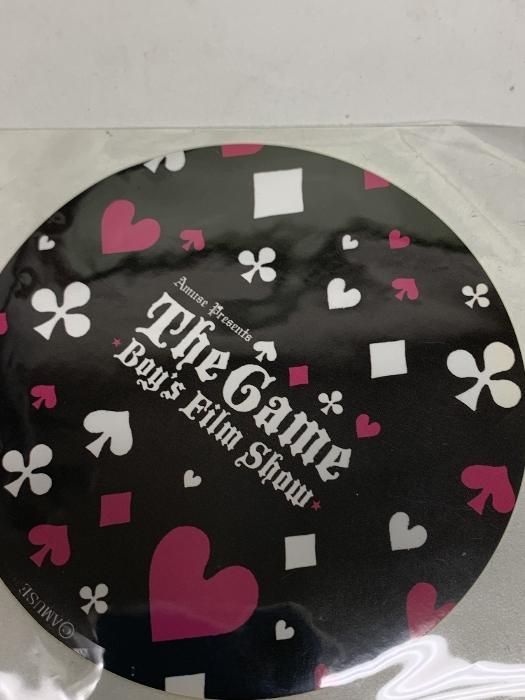 Amuse Presents
The Game
Boy's Film Show
©AMUSE